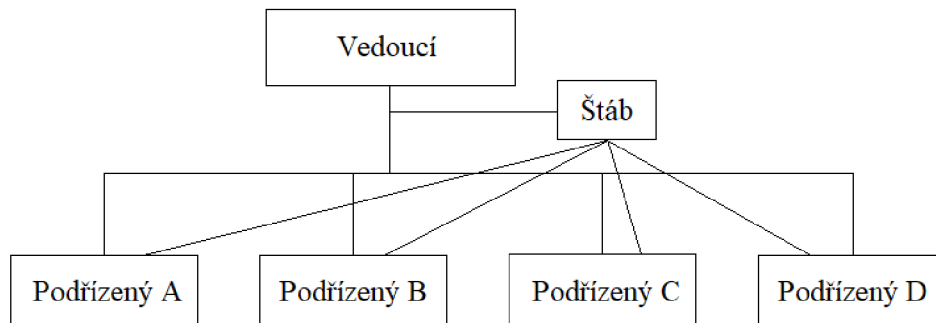 Vedoucí
Štáb
Podřízený A
Podřízený B
Podřízený C
Podřízený D